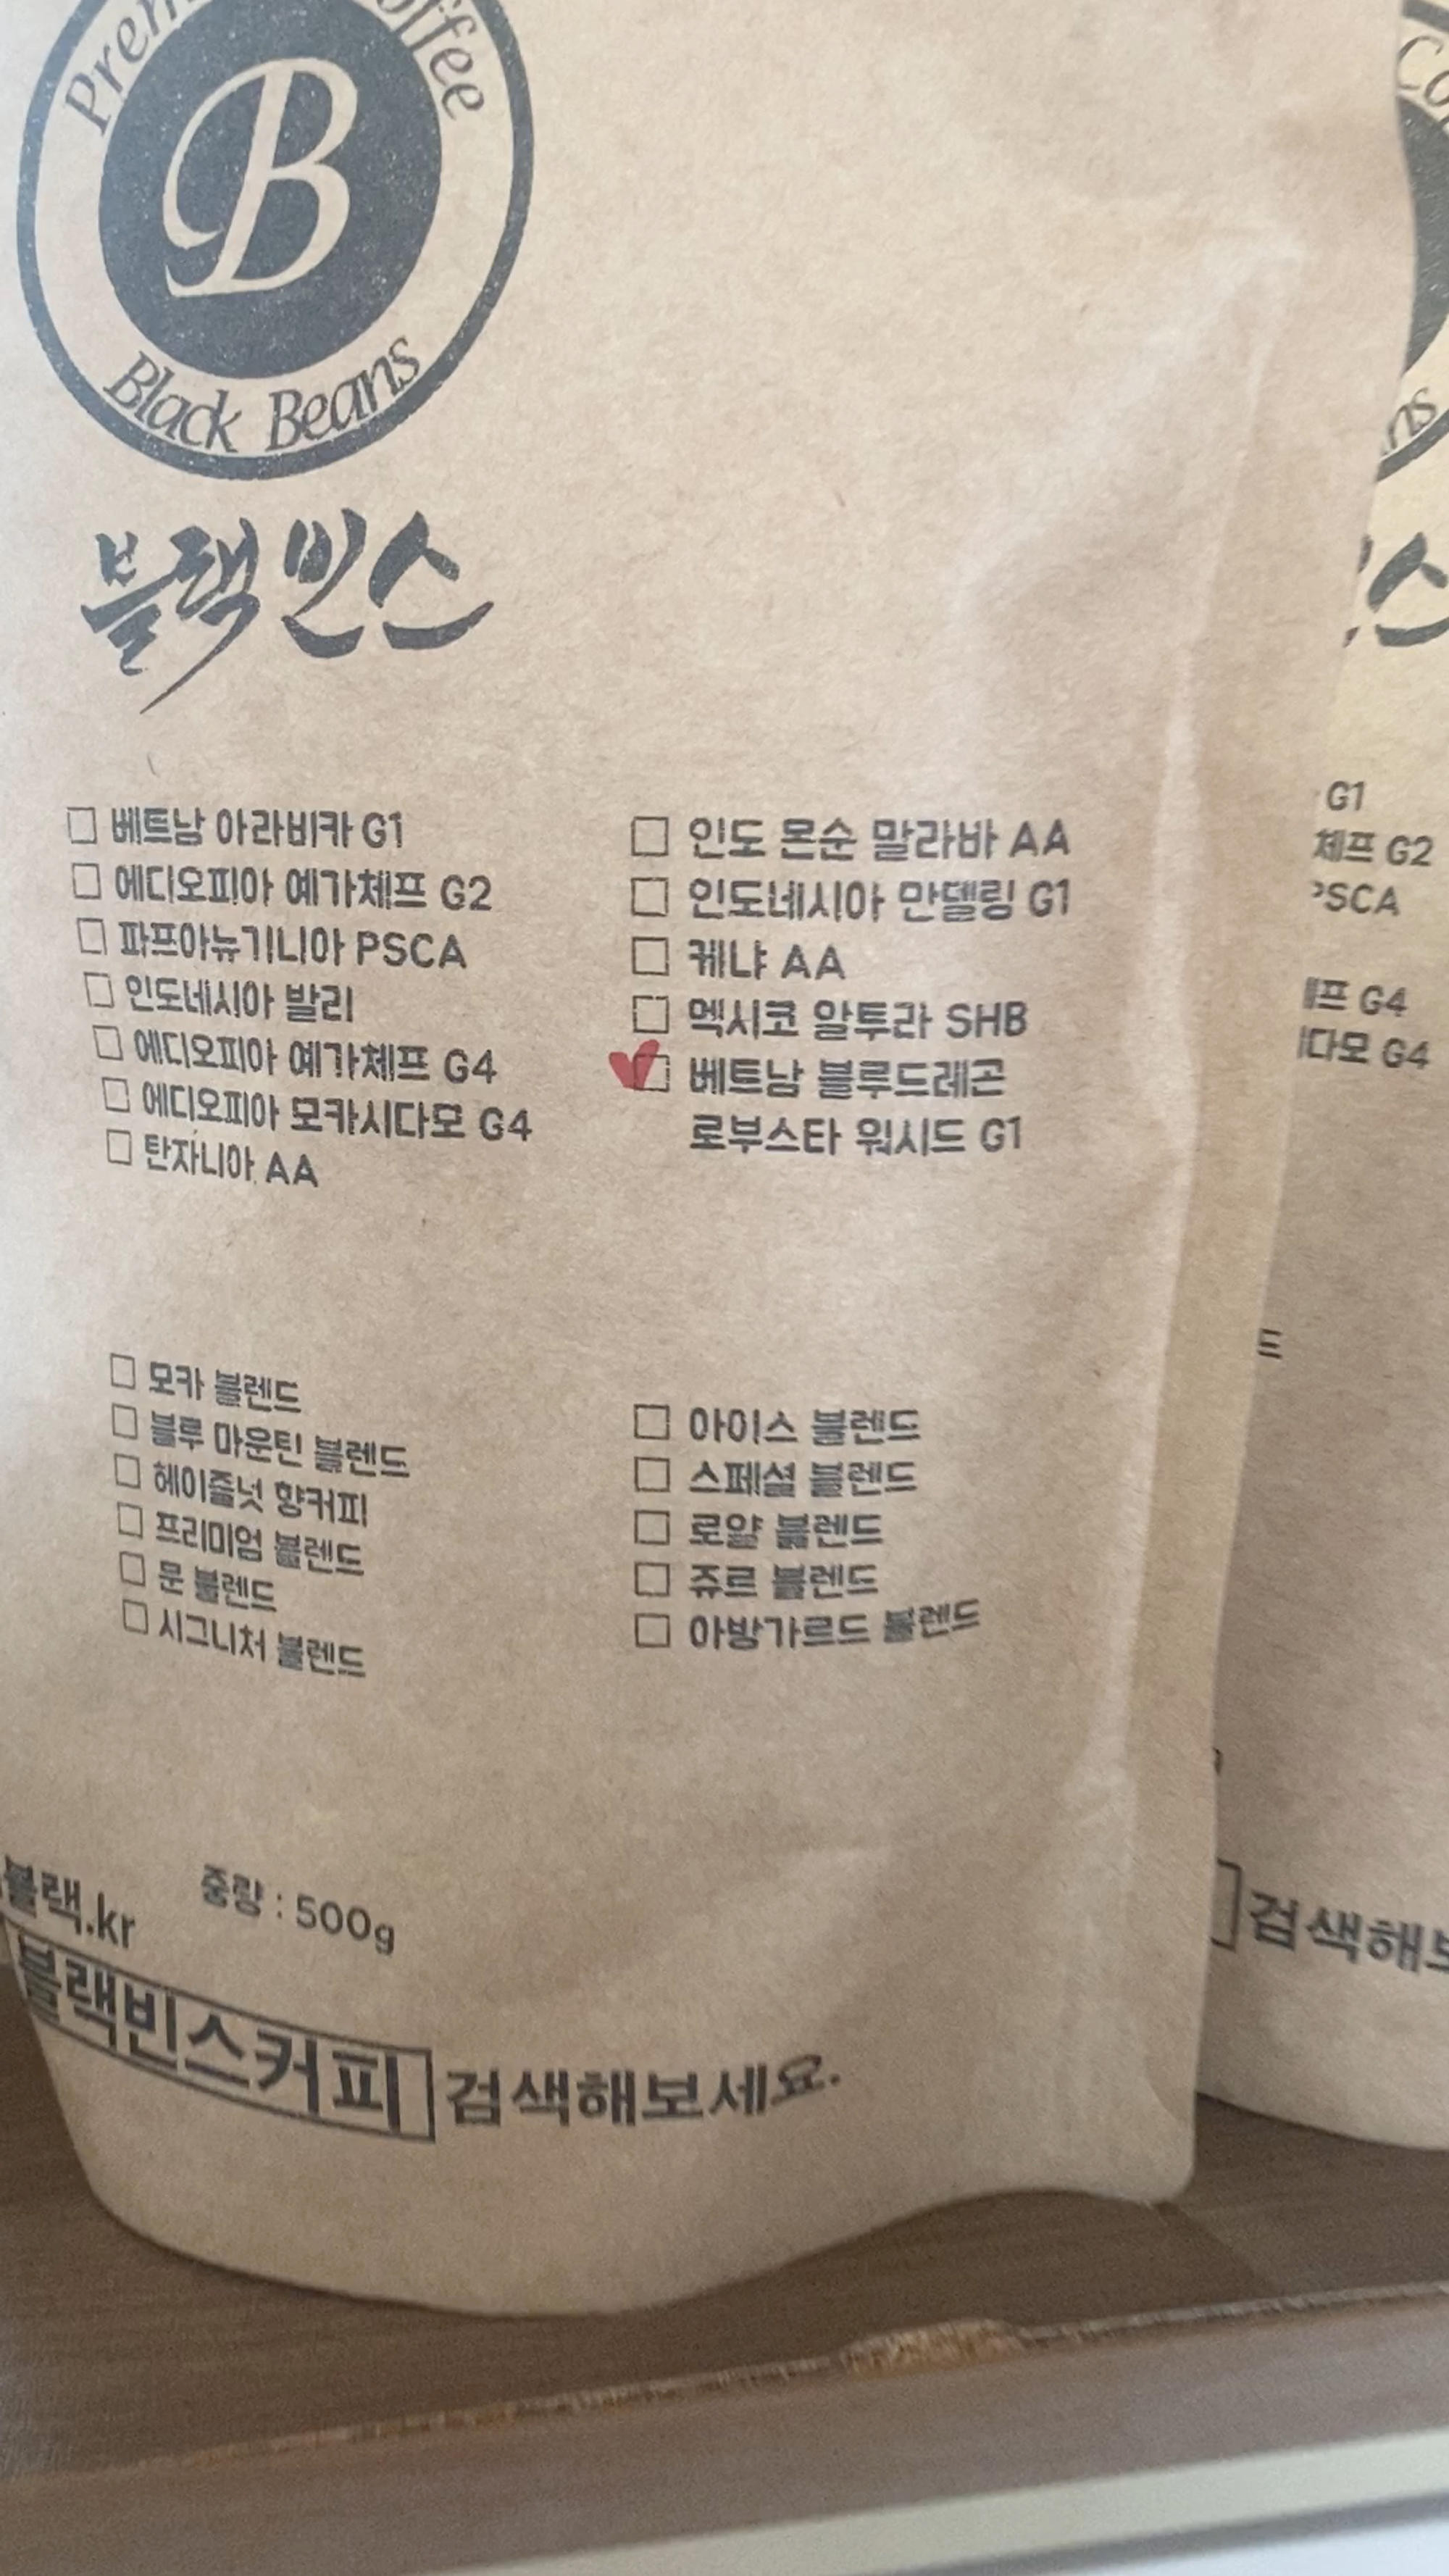 Coffee
B
Black Beans
블랙빈스
베트남 아라비카 G1
에디오피아 예가체프 G2
파프아뉴기니아 PSCA
인도네시아 발리
에디오피아 예가체프 G4
에디오피아 모카시다모 G4
탄자니아 AA
인도 몬순 말라바 AA
인도네시아 만델링 G1
케냐 AA
멕시코 알투라 SHB
베트남 블루드레곤
로부스타 워시드 G1
모카 블렌드
블루 마운틴 블렌드
헤이즐넛 향커피
프리미엄 블렌드
문 블렌드
시그니처 블렌드
아이스 블렌드
스페셜 블렌드
로얄 블렌드
쥬르 블렌드
아방가르드 블렌드
블랙.kr 중량 : 500g
블랙빈스커피 검색해보세요.
G1
G2
PSCA
G4
다모 G4